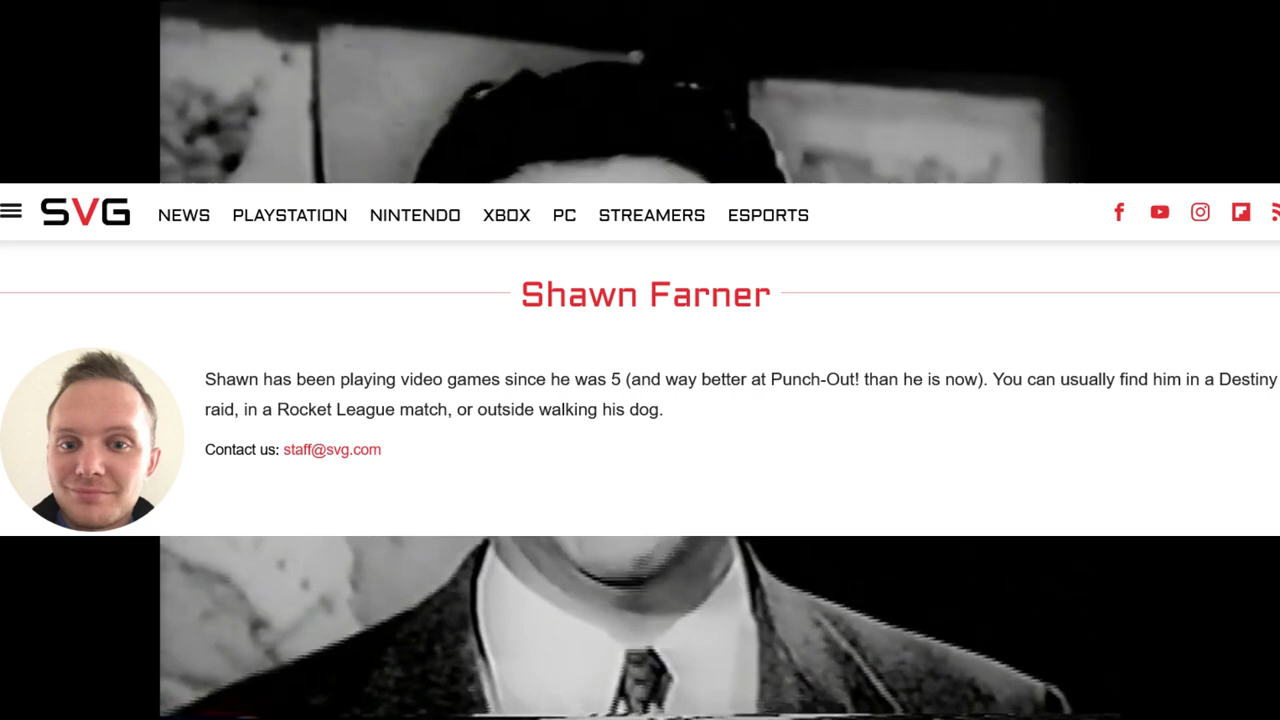 SVG NEWS PLAYSTATION NINTENDO XBOX PC STREAMERS ESPORTS
Shawn Farner
Shawn has been playing video games since he was 5 (and way better at Punch-Out! than he is now). You can usually find him in a Destiny
raid, in a Rocket League match, or outside walking his dog.
Contact us: staff@svg.com